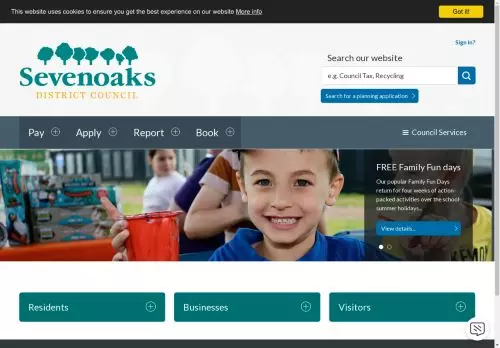 This website uses cookies to ensure you get the best experience on our website More info
Got it!
Sign in?
Sevenoaks
DISTRICT COUNCIL
Search our website
e.g. Council Tax, Recycling
Search for a planning application
Pay
Apply
Report
Book
Council Services
FREE Family Fun days
Our popular Family Fun Days
return for four weeks of action-
packed activities over the school
summer holidays...
View details...
Residents
Businesses
Visitors